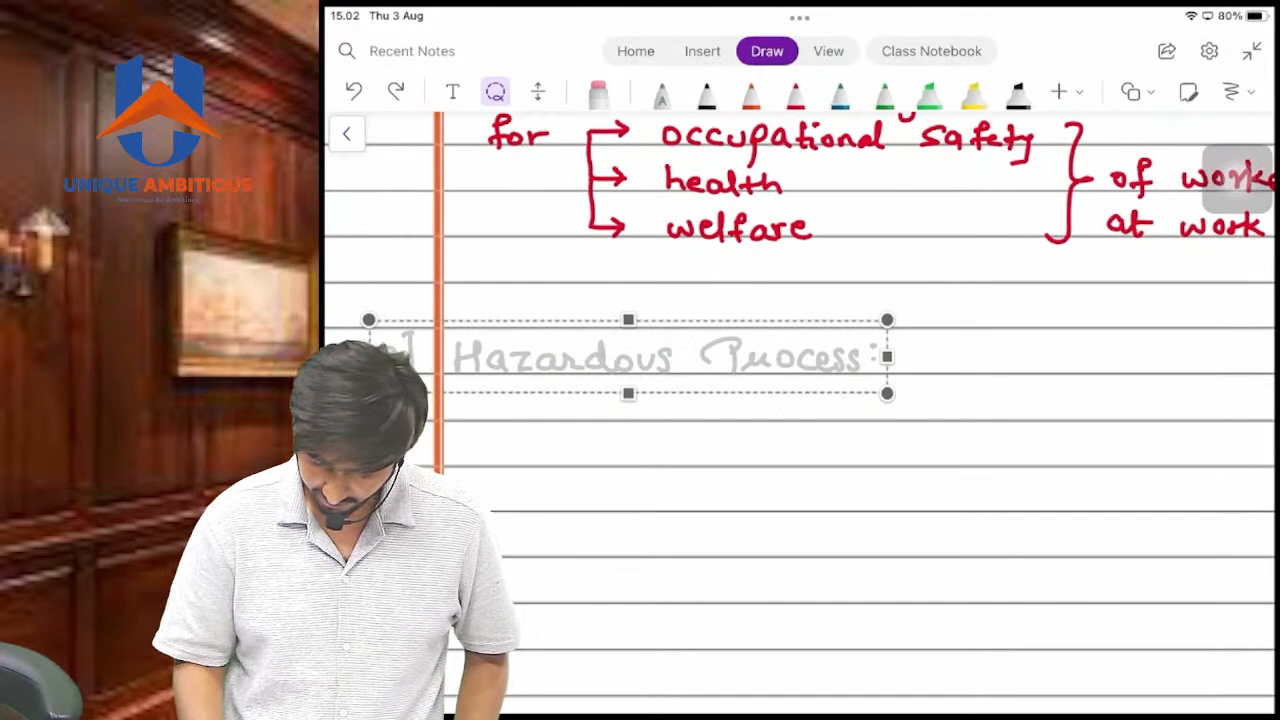 15.02 Thu 3 Aug
80%
Recent Notes
Home Insert Draw View Class Notebook
for occupational safety
health
of work
welfare
at work
Hazardous Process:
UNIQUE AMBITIOUS